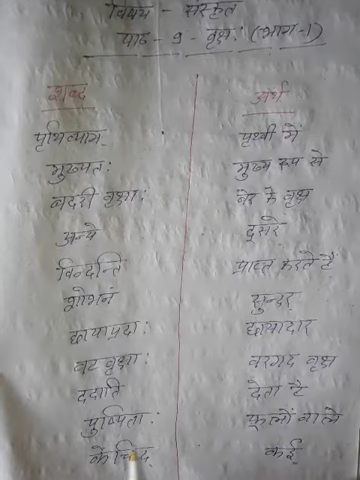 विषय - संस्कृत
पाठ - 9 - वृक्षः (भाग-1)
शब्द अर्थ
पृथिव्याम् पृथ्वी में
मुख्यतः मुख्य रूप से
बदरी वृक्षाः बेर के वृक्ष
अन्ये दूसरे
विन्दन्ति प्राप्त करते हैं
शोभनं सुन्दर
छायाप्रदाः छायादार
वट वृक्षाः बरगद वृक्ष
ददाति देता है
पुष्पिताः फूलों वाले
केचिद् कई